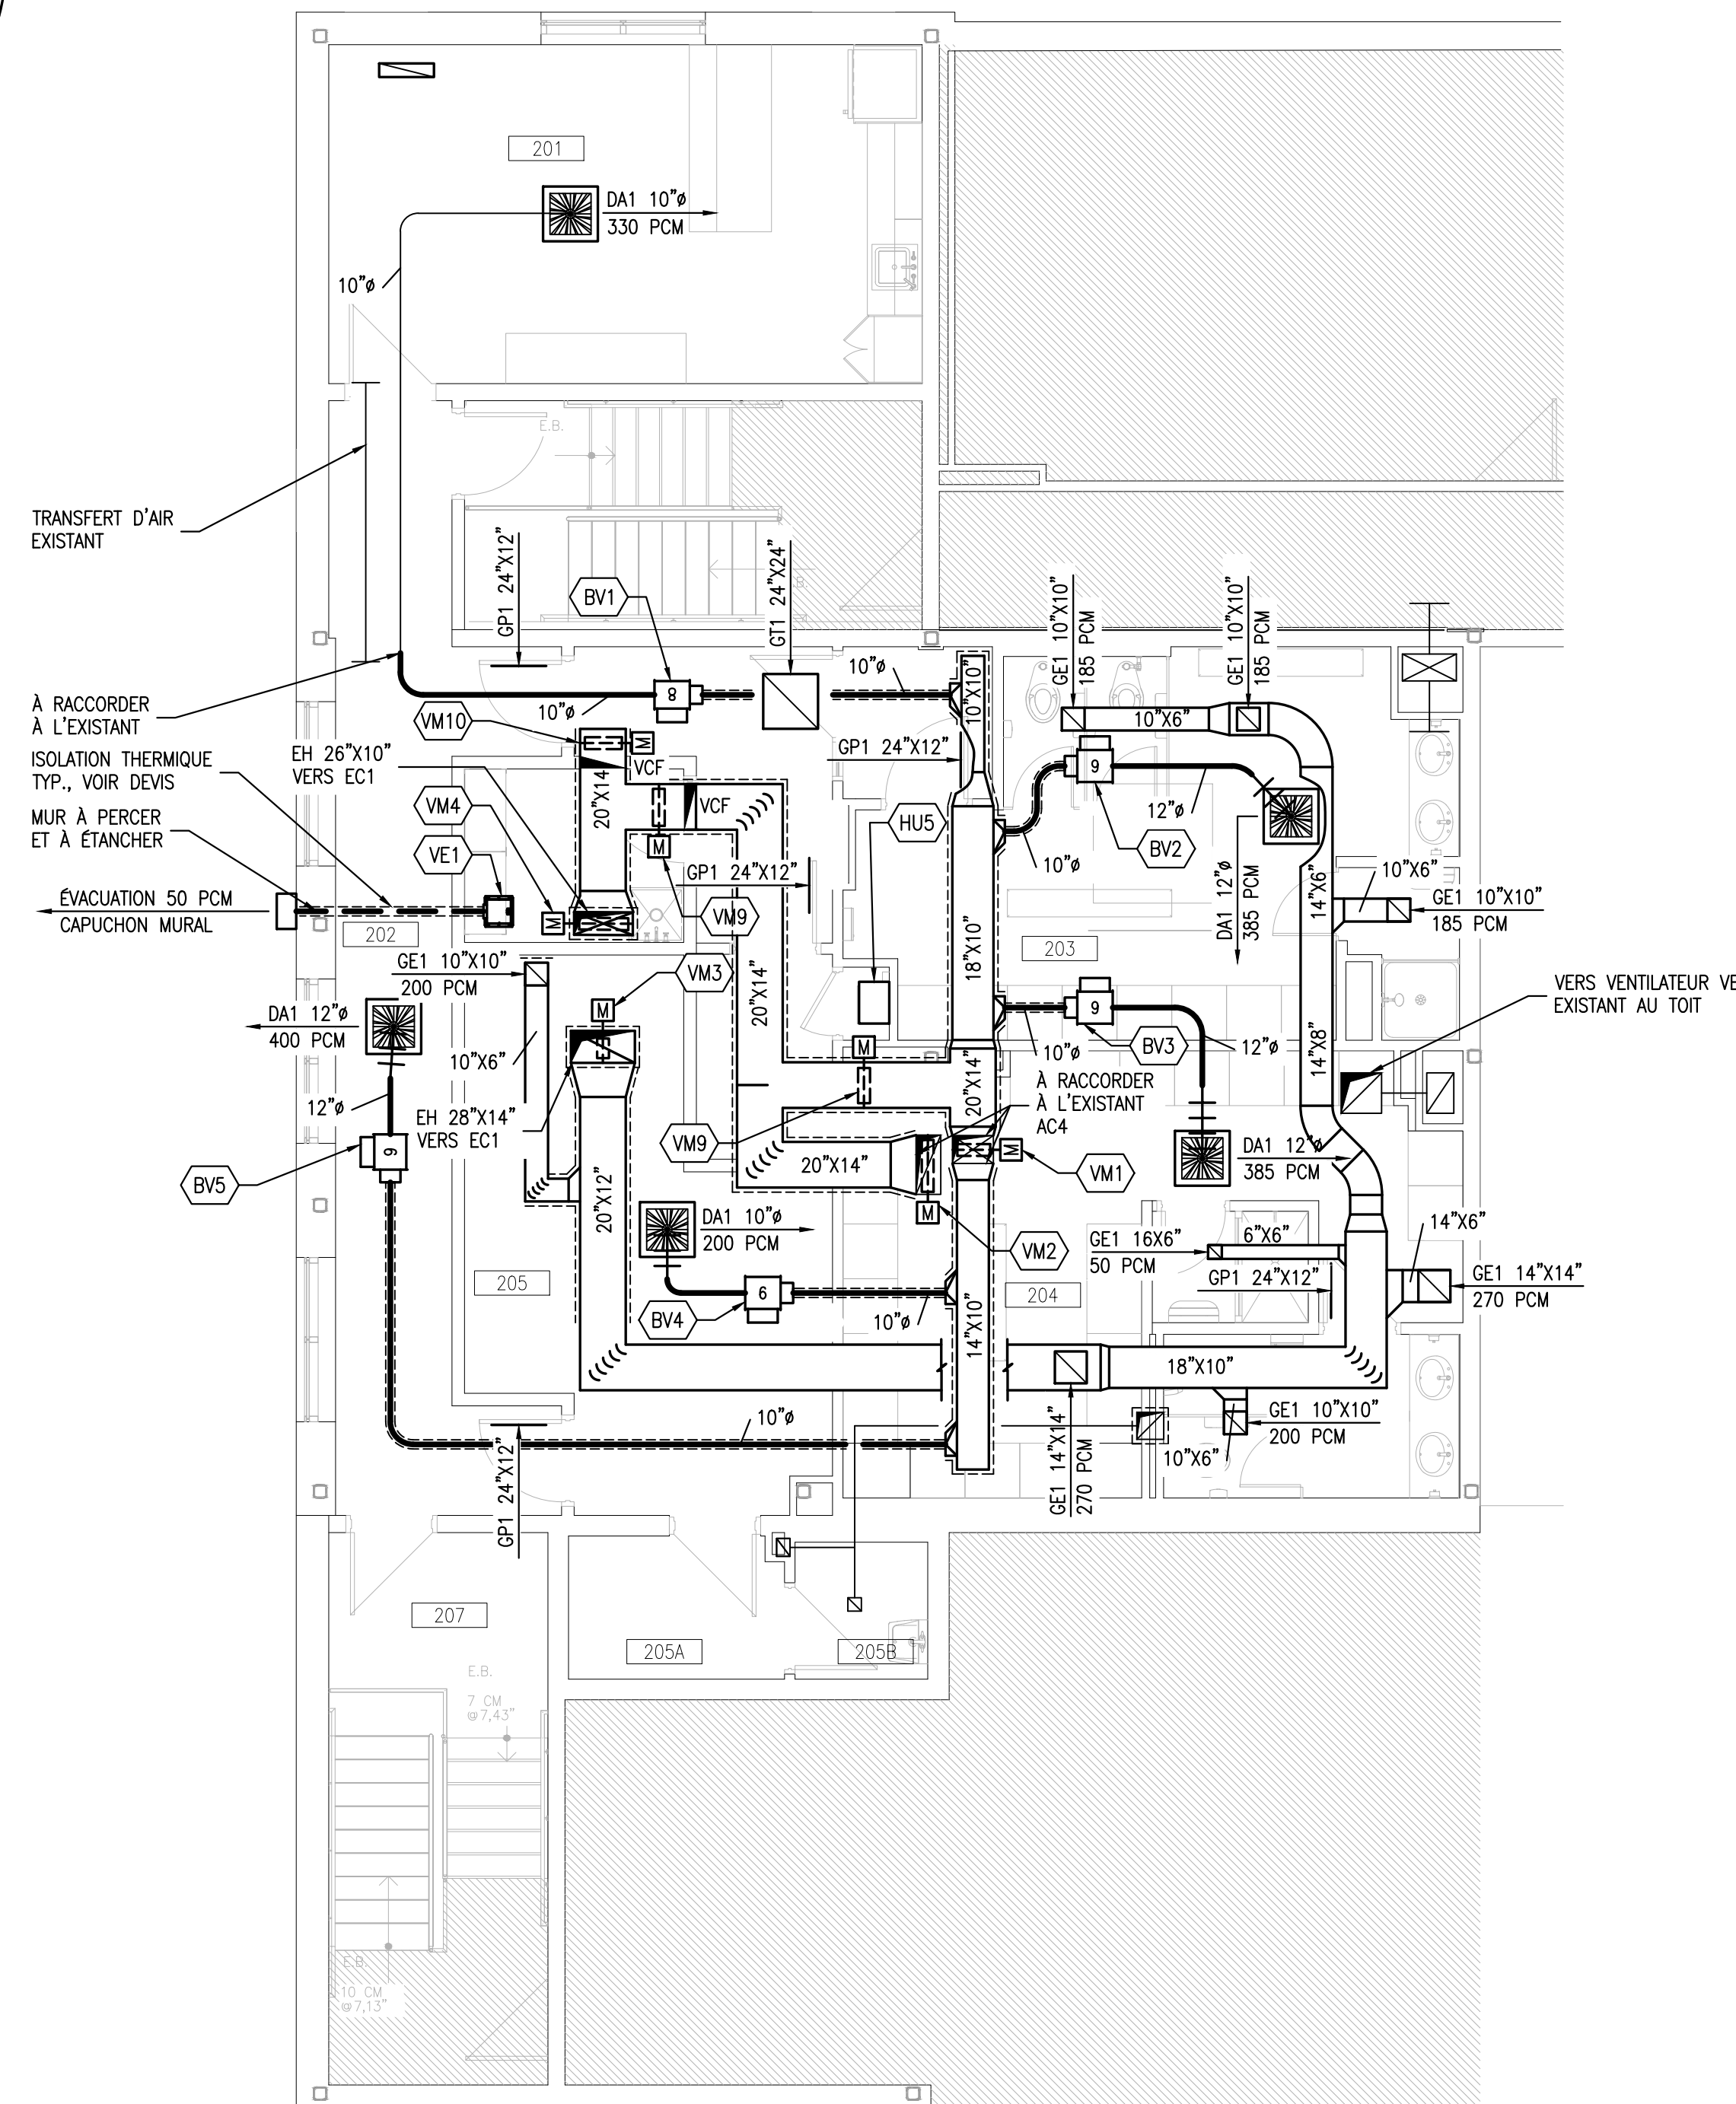 201
DA1 10"ø
330 PCM
10"ø
E.B.
TRANSFERT D'AIR
EXISTANT
GP1 24"X12"
BV1
GT1 24"X24"
GE1 10"X10"
185 PCM
GE1 10"X10"
185 PCM
À RACCORDER
À L'EXISTANT
8
10"ø
10"ø
10"X10"
10"X6"
VM10
M
EH 26"X10"
VERS EC1
VCF
ISOLATION THERMIQUE
TYP., VOIR DEVIS
GP1 24"X12"
9
12"ø
20"X14"
VCF
VM4
MUR À PERCER
ET À ÉTANCHER
HU5
BV2
VE1
M
10"ø
GP1 24"X12"
10"X6"
14"X6"
ÉVACUATION 50 PCM
CAPUCHON MURAL
M
VM9
DA1 12"ø
385 PCM
GE1 10"X10"
185 PCM
202
18"X10"
203
GE1 10"X10"
200 PCM
VM3
20"X14"
VERS VENTILATEUR VE
EXISTANT AU TOIT
DA1 12"ø
400 PCM
M
9
10"X6"
M
10"ø
BV3
12"ø
14"X8"
20"X14"
À RACCORDER
À L'EXISTANT
AC4
12"ø
EH 28"X14"
VERS EC1
VM9
M
VM1
DA1 12"ø
385 PCM
9
20"X14"
BV5
20"X12"
DA1 10"ø
200 PCM
M
VM2
GE1 16X6"
50 PCM
6"X6"
14"X6"
205
6
GP1 24"X12"
GE1 14"X14"
270 PCM
204
BV4
10"ø
14"X10"
18"X10"
10"ø
GE1 14"X14"
270 PCM
GE1 10"X10"
200 PCM
10"X6"
GP1 24"X12"
207
205A
205B
E.B.
7 CM
@7,43"
E.B.
10 CM
@7,13"